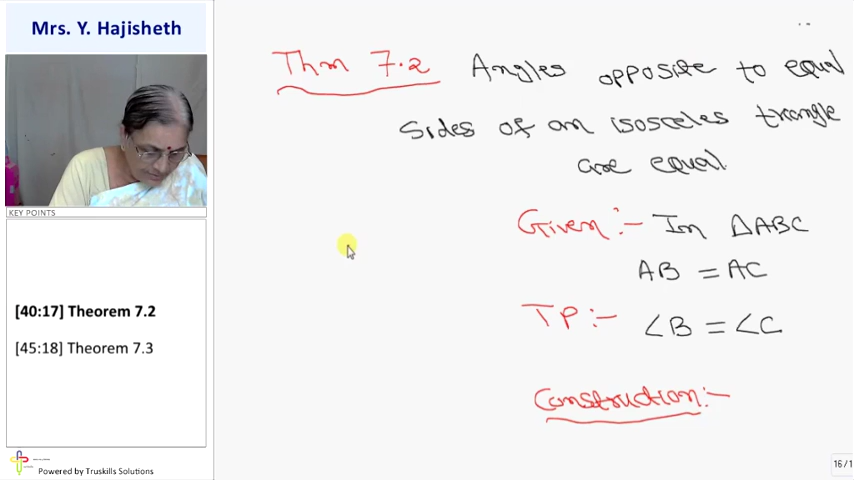 Mrs. Y. Hajisheth
KEY POINTS
[40:17] Theorem 7.2
[45:18] Theorem 7.3
Powered by Truskills Solutions
Thm 7.2 Angles opposite to equal
sides of an isosceles triangle
are equal
Given:- In ΔABC
AB = AC
TP:- ∠B = ∠C
Construction:-
16/1